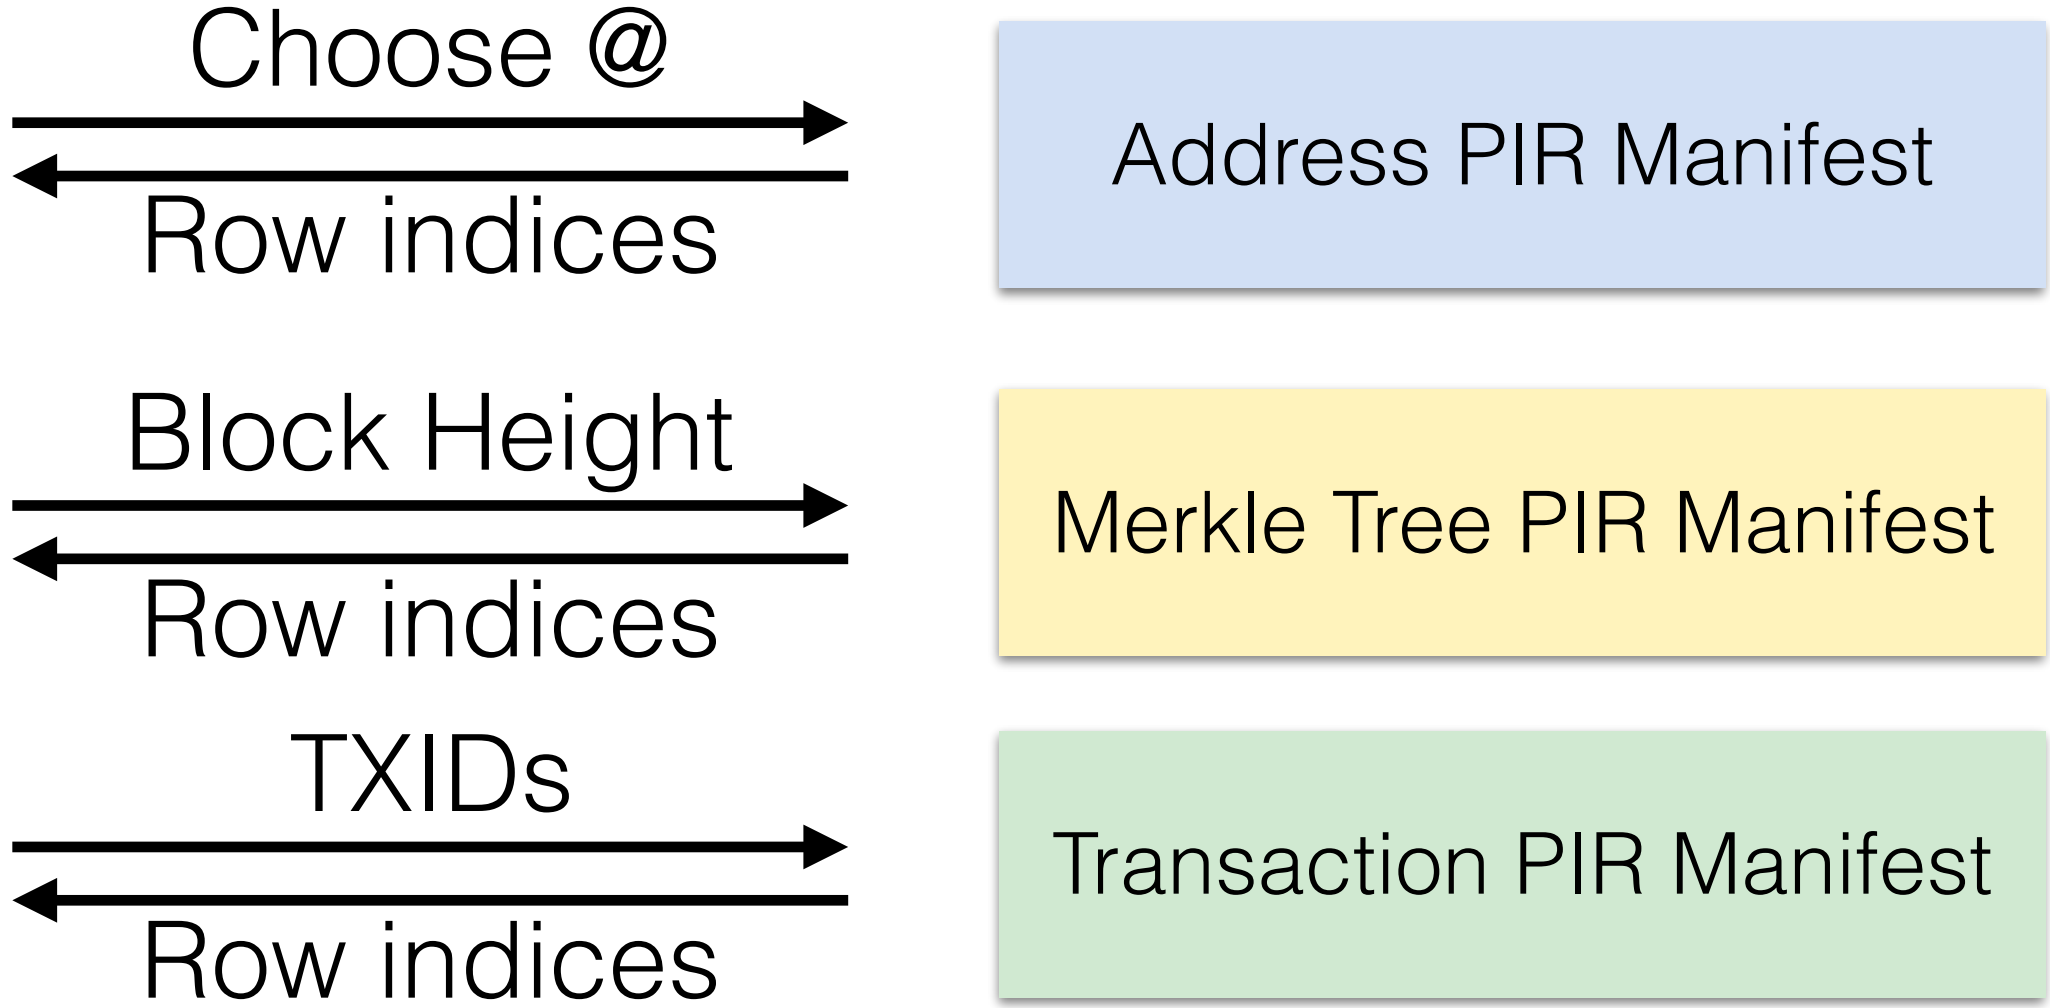 Choose @
Row indices
Address PIR Manifest
Block Height
Row indices
Merkle Tree PIR Manifest
TXIDs
Row indices
Transaction PIR Manifest